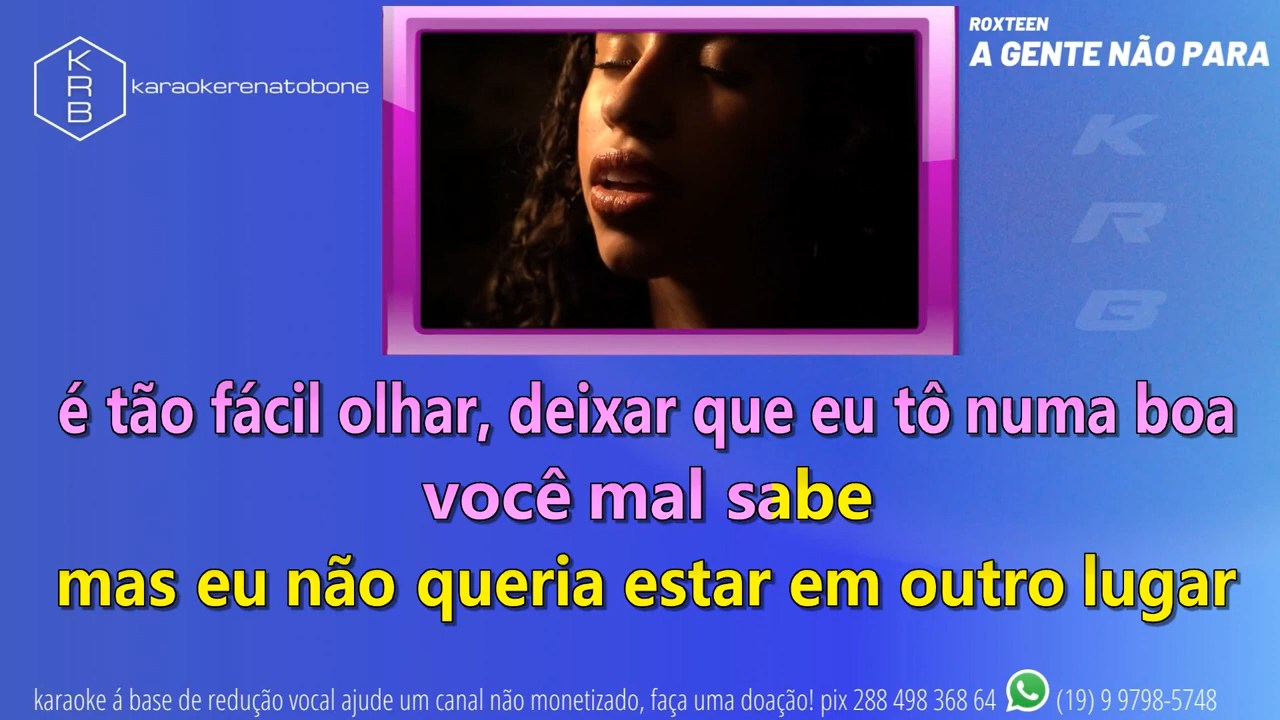 KRB
karaokerenatobone
ROXTEEN
A GENTE NÃO PARA
K
R
B
é tão fácil olhar, deixar que eu tô numa boa
você mal sabe
mas eu não queria estar em outro lugar
karaoke á base de redução vocal ajude um canal não monetizado, faça uma doação! pix 288 498 368 64 (19) 9 9798-5748